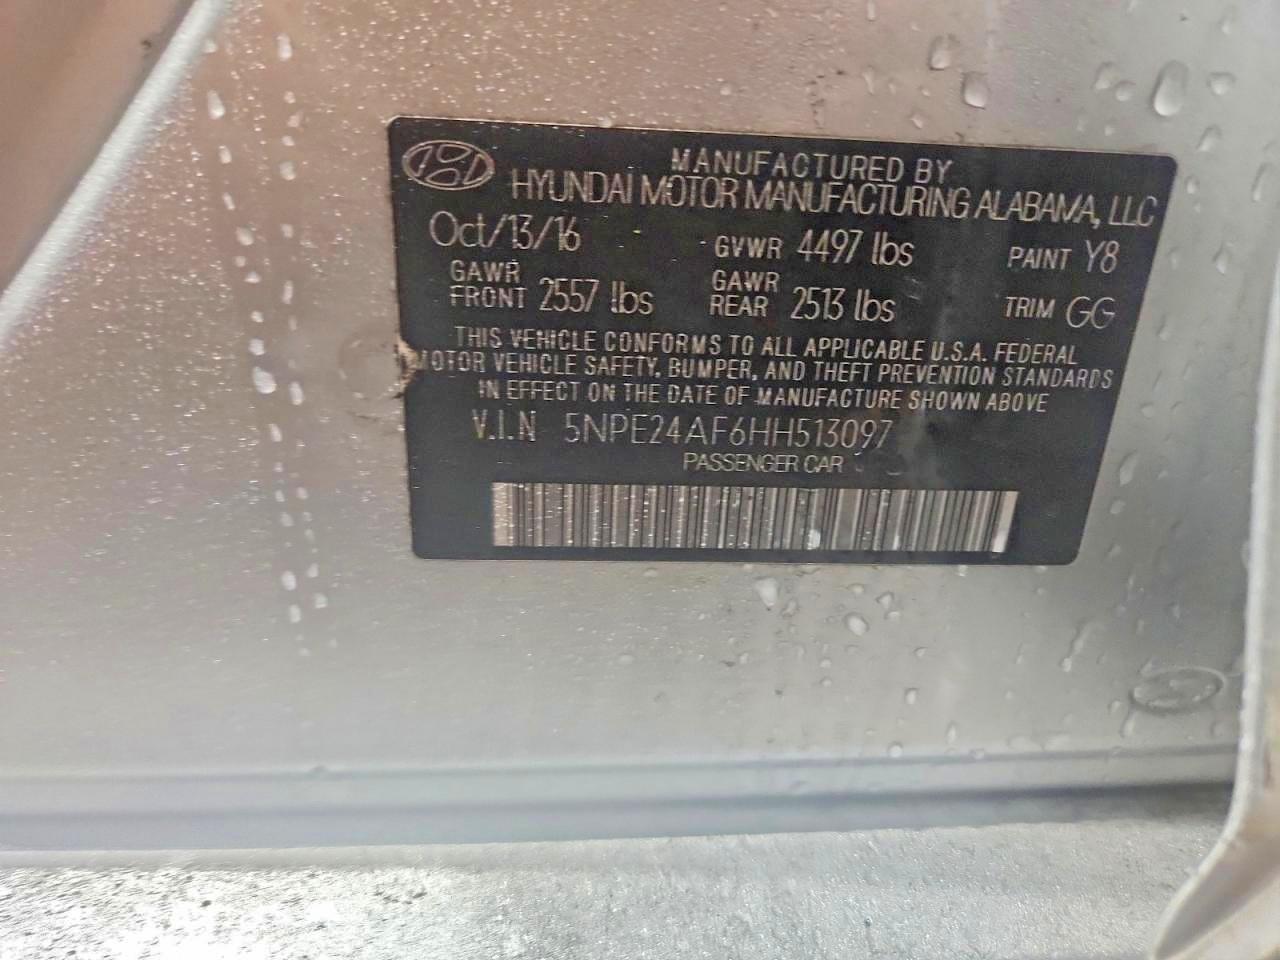 MANUFACTURED BY
HYUNDAI MOTOR MANUFACTURING ALABAMA, LLC
Oct/13/16 GVWR 4497 lbs PAINT Y8
GAWR FRONT 2557 lbs GAWR REAR 2513 lbs TRIM GG
THIS VEHICLE CONFORMS TO ALL APPLICABLE U.S.A. FEDERAL
MOTOR VEHICLE SAFETY, BUMPER, AND THEFT PREVENTION STANDARDS
IN EFFECT ON THE DATE OF MANUFACTURE SHOWN ABOVE
V.I.N 5NPE24AF6HH513097
PASSENGER CAR